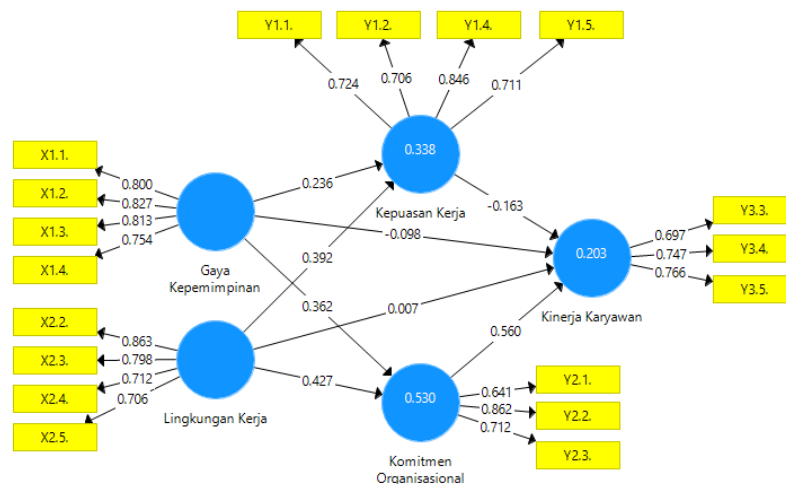 Y1.1.
Y1.2.
Y1.4.
Y1.5.
0.724
0.706
0.846
0.711
X1.1.
X1.2.
X1.3.
X1.4.
0.800
0.827
0.813
0.754
Gaya
Kepemimpinan
0.236
0.392
-0.098
0.362
0.338
Kepuasan Kerja
-0.163
0.203
Kinerja Karyawan
0.697
0.747
0.766
Y3.3.
Y3.4.
Y3.5.
X2.2.
X2.3.
X2.4.
X2.5.
0.863
0.798
0.712
0.706
Lingkungan Kerja
0.007
0.427
0.560
0.530
Komitmen
Organisasional
0.641
0.862
0.712
Y2.1.
Y2.2.
Y2.3.